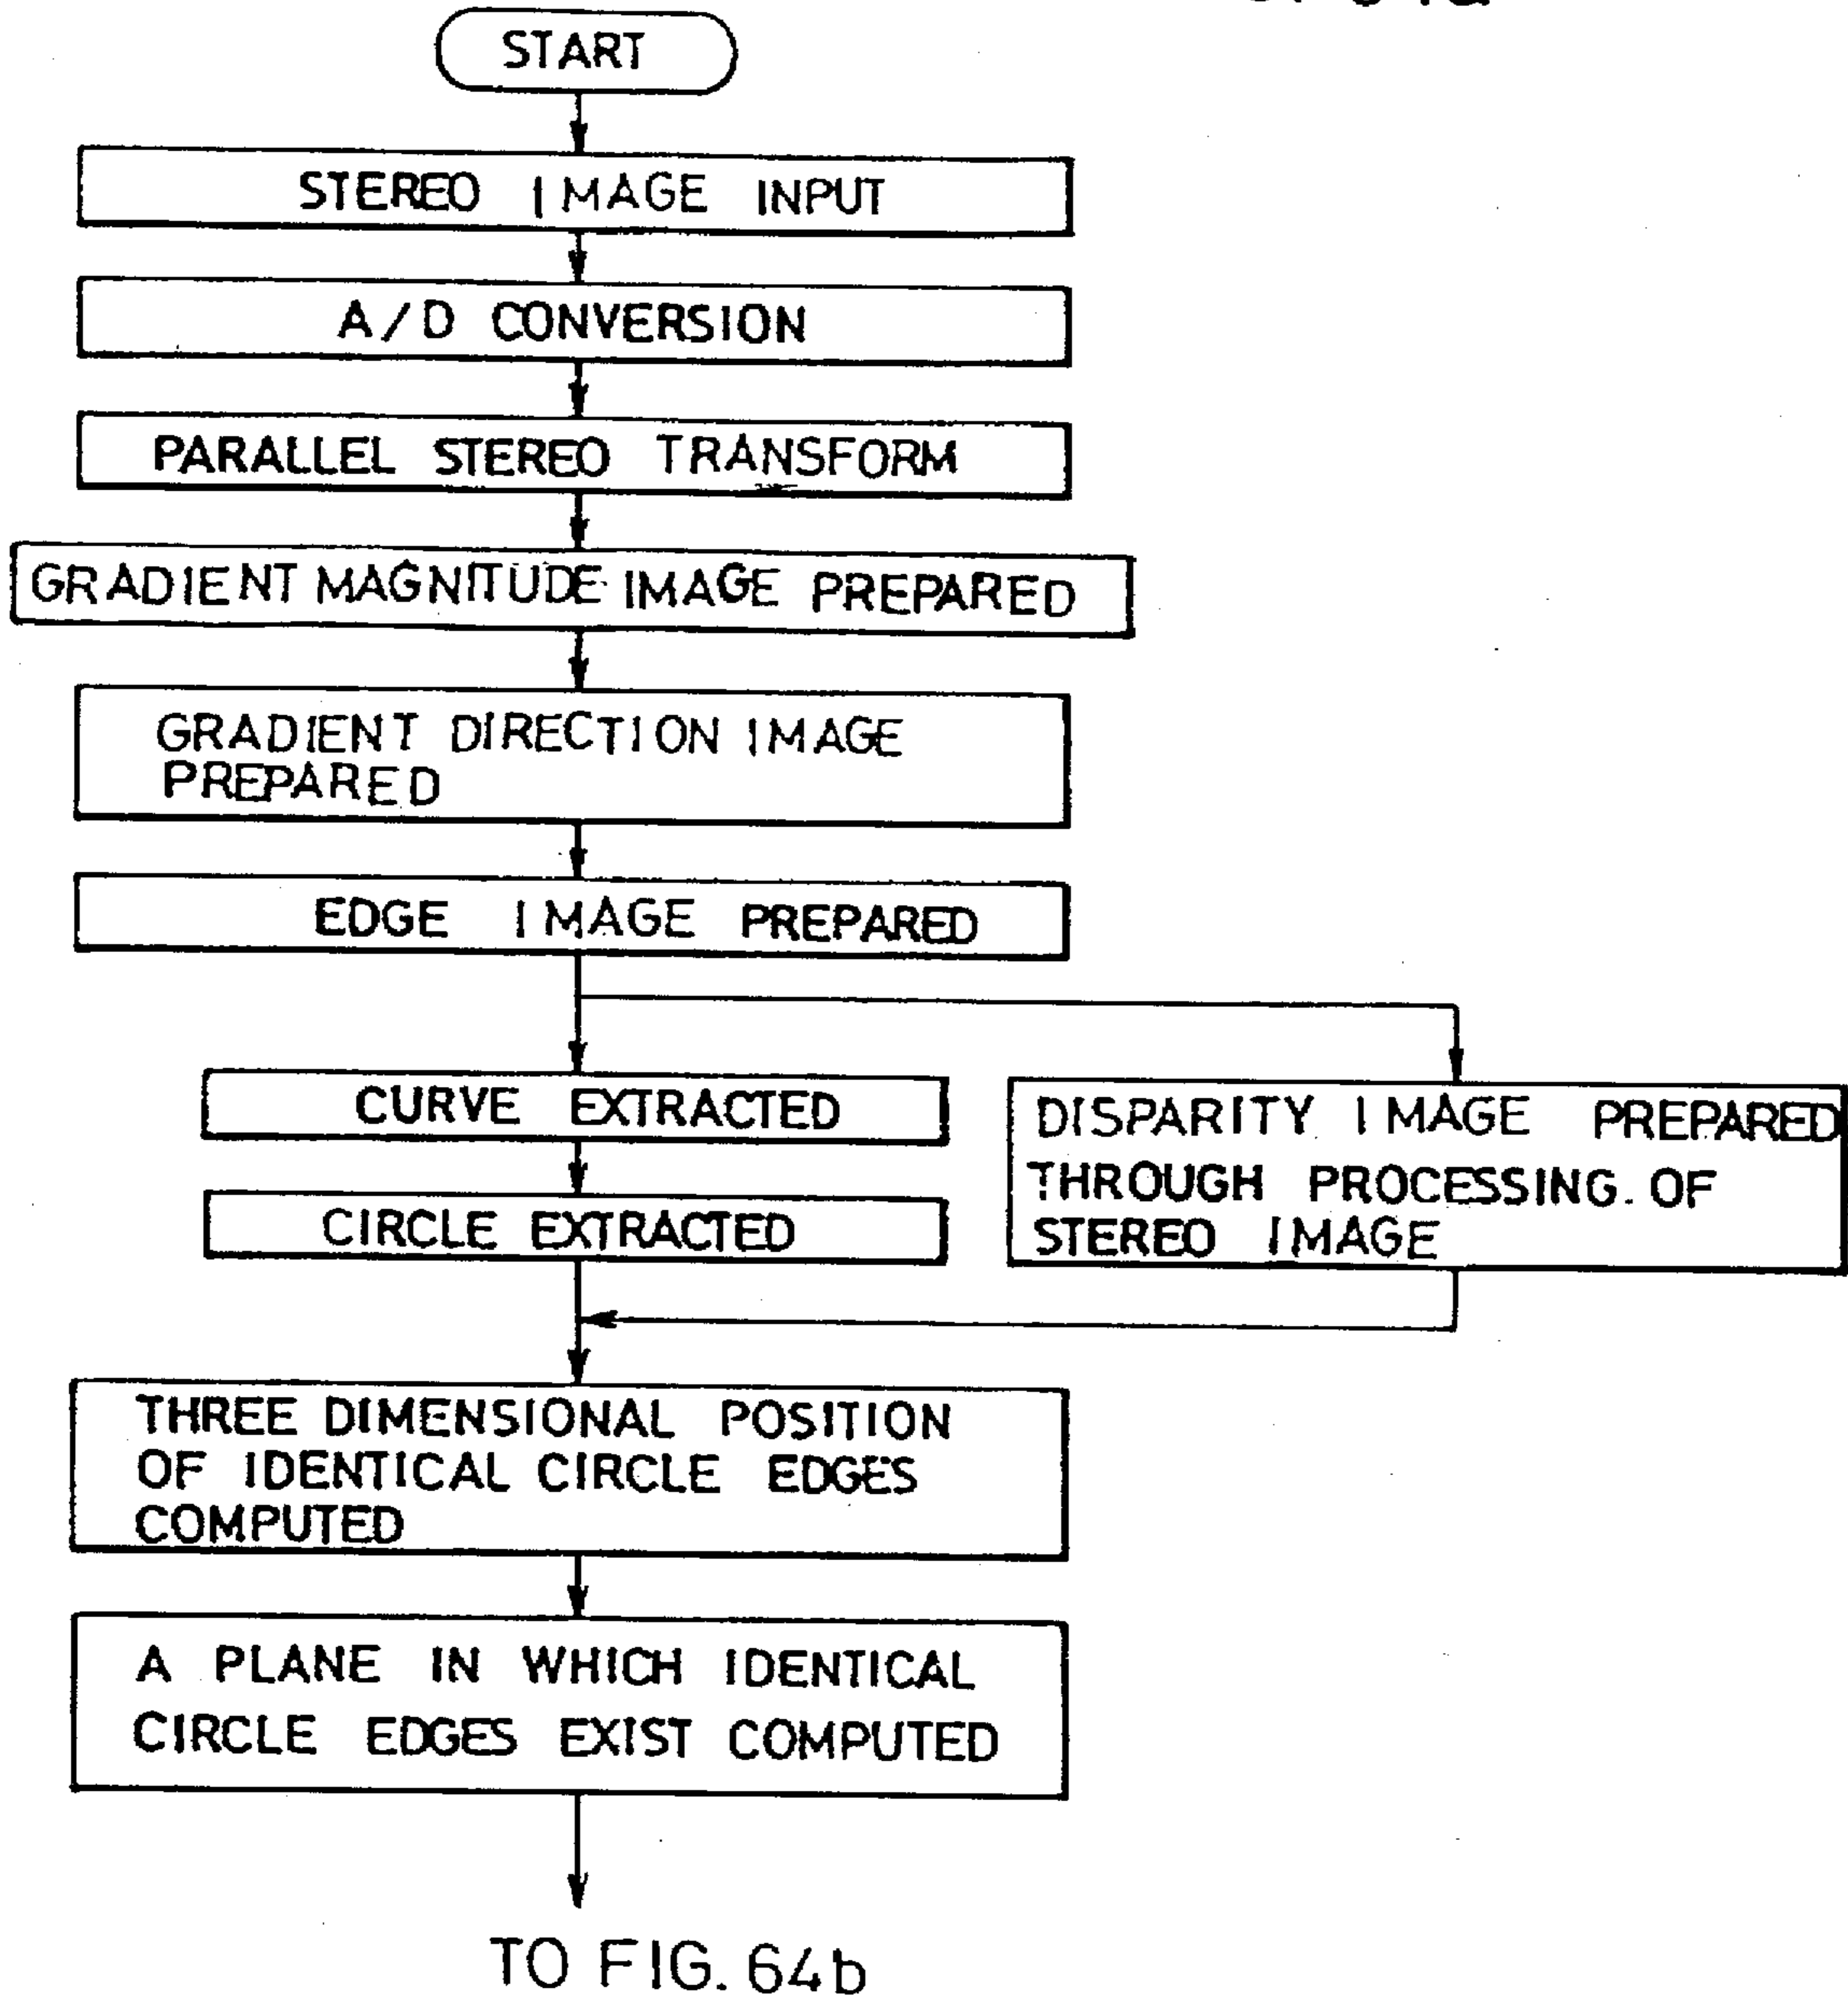 START
STEREO IMAGE INPUT
A/D CONVERSION
PARALLEL STEREO TRANSFORM
GRADIENT MAGNITUDE IMAGE PREPARED
GRADIENT DIRECTION IMAGE
PREPARED
EDGE IMAGE PREPARED
CURVE EXTRACTED
CIRCLE EXTRACTED
DISPARITY IMAGE PREPARED
THROUGH PROCESSING OF
STEREO IMAGE
THREE DIMENSIONAL POSITION
OF IDENTICAL CIRCLE EDGES
COMPUTED
A PLANE IN WHICH IDENTICAL
CIRCLE EDGES EXIST COMPUTED
TO FIG. 64b